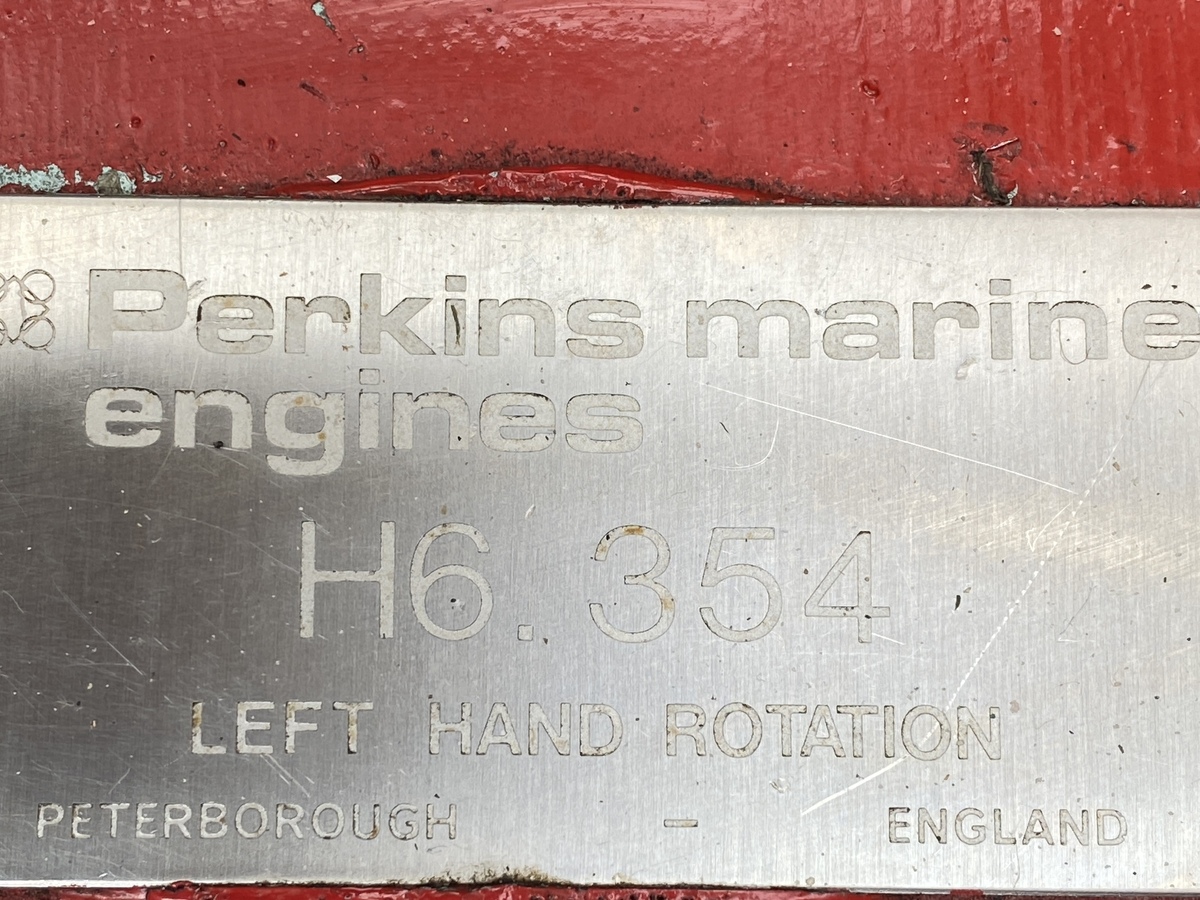 Perkins marine
engines
H6.354
LEFT HAND ROTATION
PETERBOROUGH – ENGLAND